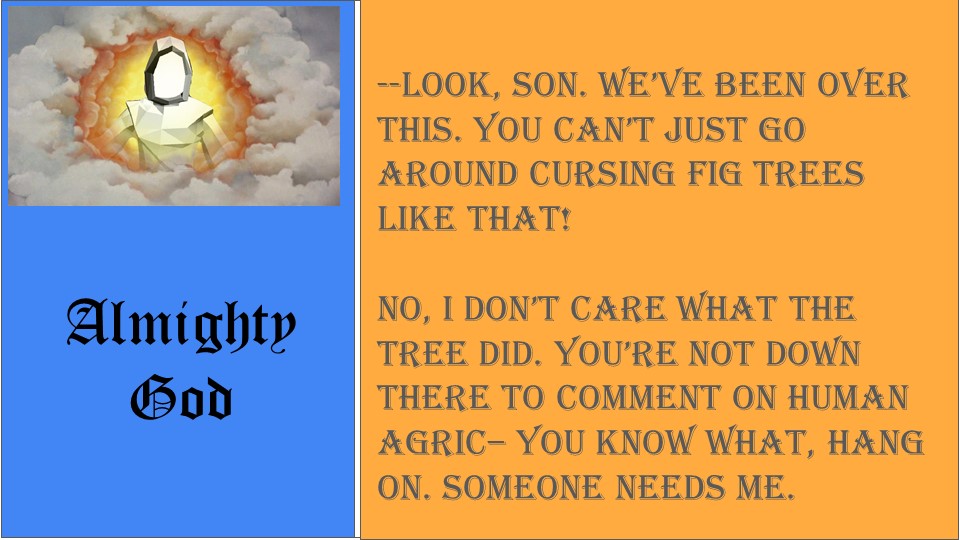 Almighty
God
--LOOK, SON. WE'VE BEEN OVER
THIS. YOU CAN'T JUST GO
AROUND CURSING FIG TREES
LIKE THAT!
NO, I DON'T CARE WHAT THE
TREE DID. YOU'RE NOT DOWN
THERE TO COMMENT ON HUMAN
AGRIC– YOU KNOW WHAT, HANG
ON. SOMEONE NEEDS ME.